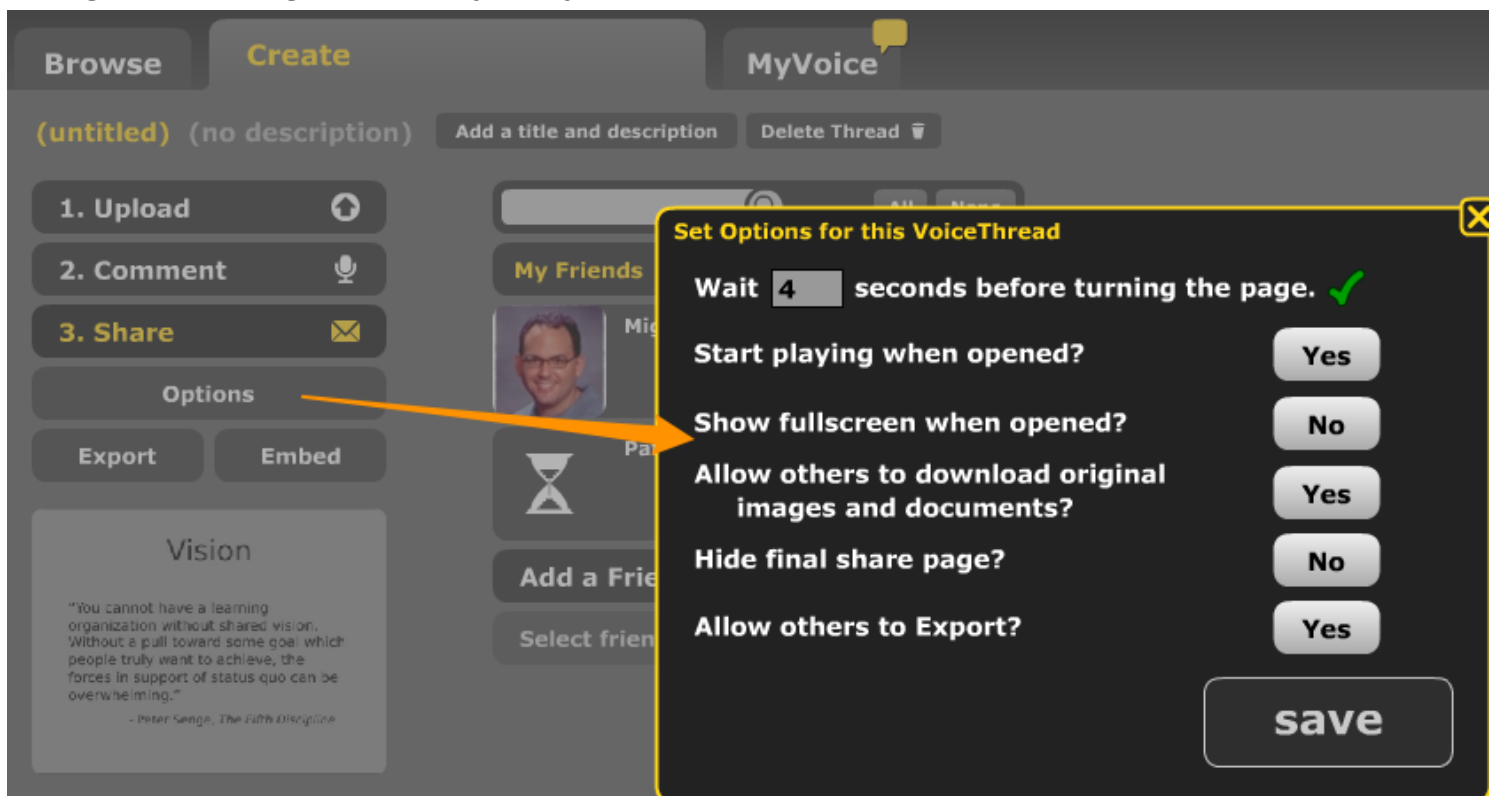 Browse
Create
MyVoice
(untitled) (no description) Add a title and description Delete Thread
1. Upload
2. Comment
3. Share
Options
Export Embed
Vision
"You cannot have a learning
organization without shared vision.
Without a pull toward some goal which
people truly want to achieve, the
forces in support of status quo can be
overwhelming."
- Peter Senge, The Fifth Discipline
My Friends
Add a Frie
Select frien
Set Options for this VoiceThread
Wait 4 seconds before turning the page.
Start playing when opened? Yes
Show fullscreen when opened? No
Allow others to download original
images and documents? Yes
Hide final share page? No
Allow others to Export? Yes
save